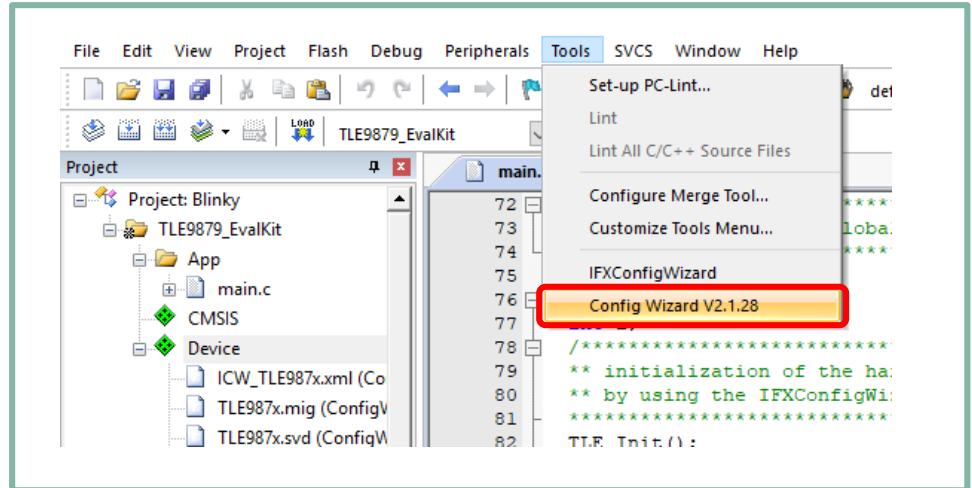 File Edit View Project Flash Debug Peripherals Tools SVCS Window Help
LOAD TLE9879_EvalKit
Project
Project: Blinky
TLE9879_EvalKit
App
main.c
CMSIS
Device
ICW_TLE987x.xml (Co
TLE987x.mig (ConfigW
TLE987x.svd (ConfigW
main.
72
73
74
75
76
77
78 /****************************
79 ** initialization of the ha
80 ** by using the IFXConfigWi
81 ****************************
82 TLE_Init();
Set-up PC-Lint...
Lint
Lint All C/C++ Source Files
Configure Merge Tool...
Customize Tools Menu...
IFXConfigWizard
Config Wizard V2.1.28